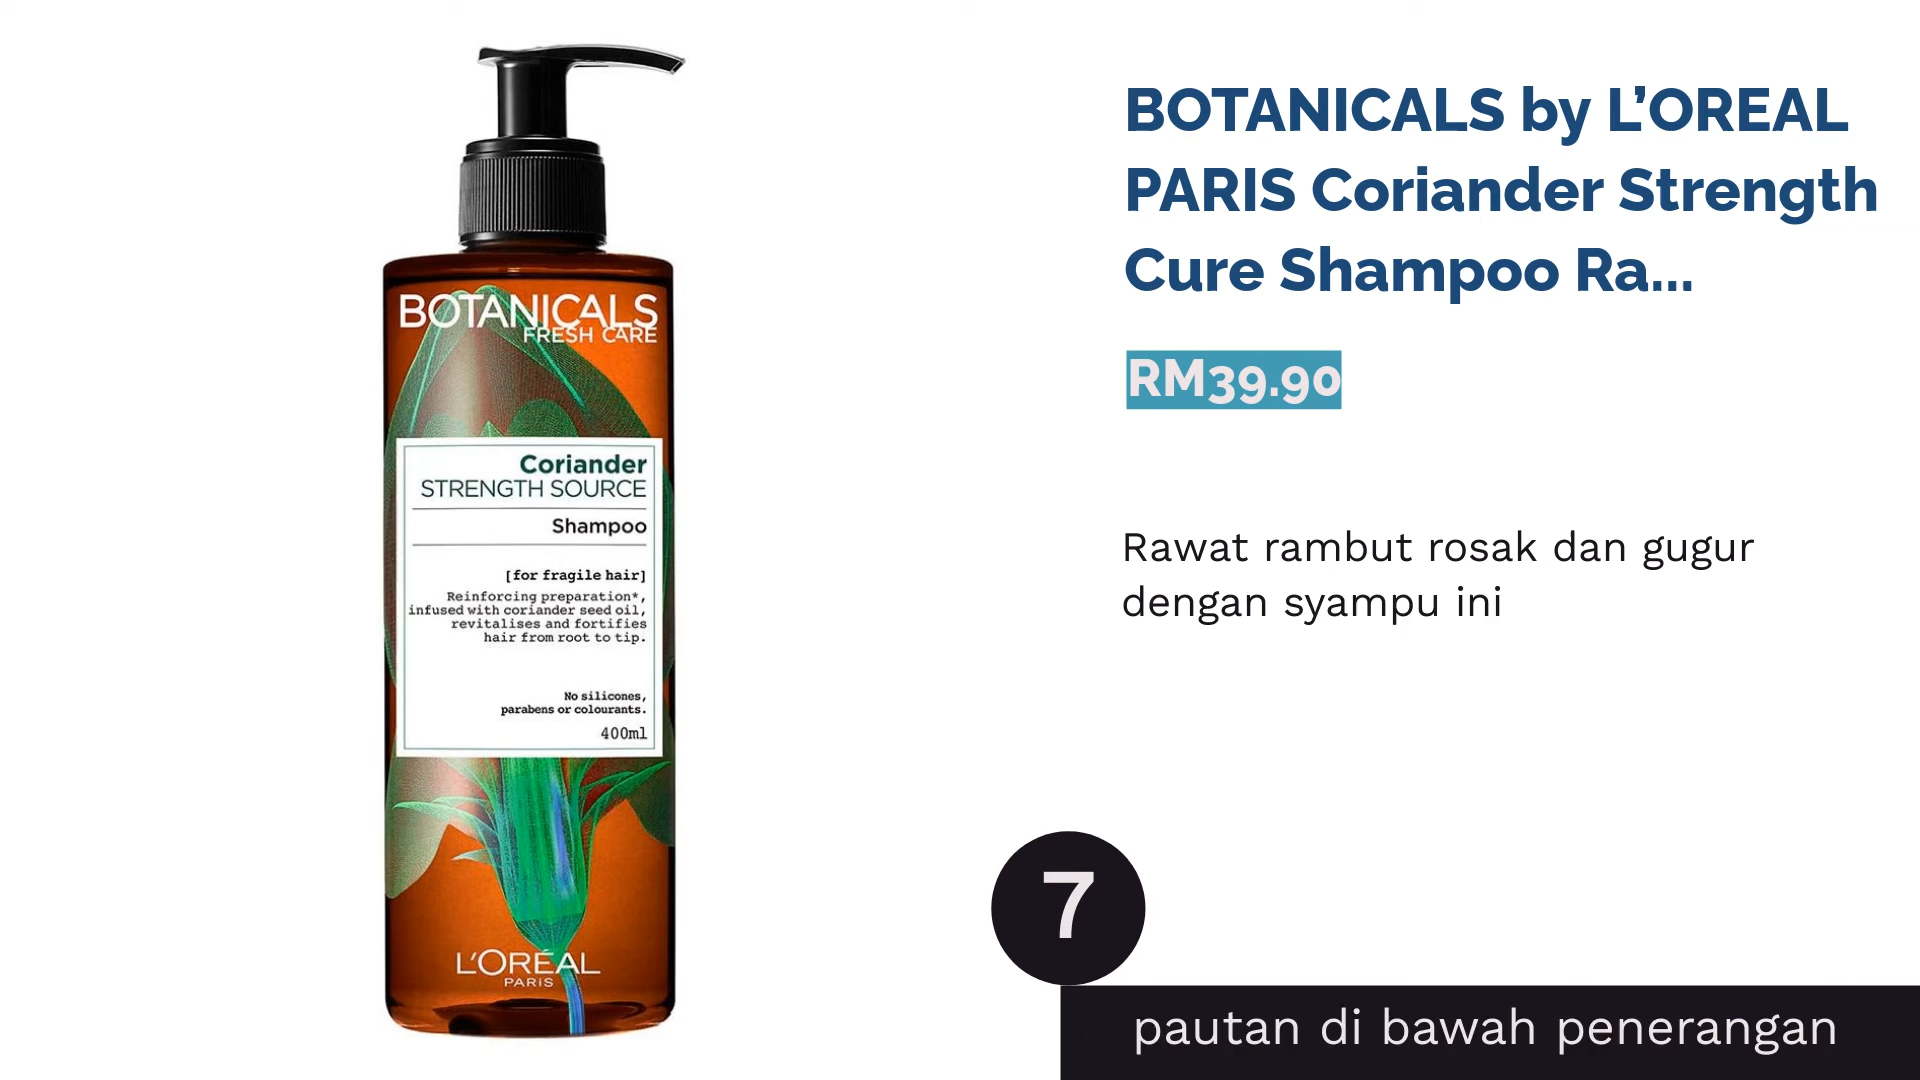 BOTANICALS
FRESH CARE
Coriander
STRENGTH SOURCE
Shampoo
[for fragile hair]
Reinforcing preparation*,
infused with coriander seed oil,
revitalises and fortifies
hair from root to tip.
No silicones,
parabens or colourants.
400ml
L'ORÉAL
PARIS
BOTANICALS by L’OREAL
PARIS Coriander Strength
Cure Shampoo Ra...
RM39.90
Rawat rambut rosak dan gugur
dengan syampu ini
7
pautan di bawah penerangan